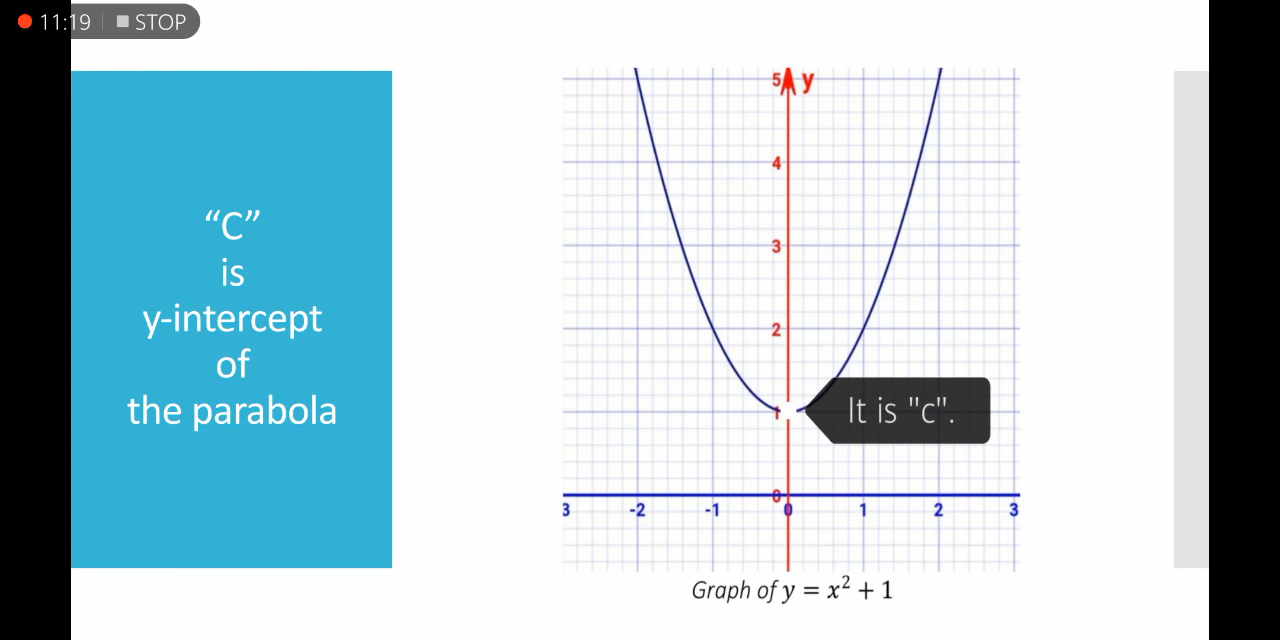 11:19 STOP
“C”
is
y-intercept
of
the parabola
5 y
4
3
2
1
It is "c".
0
3 -2 -1 0 1 2 3
Graph of y = x² + 1